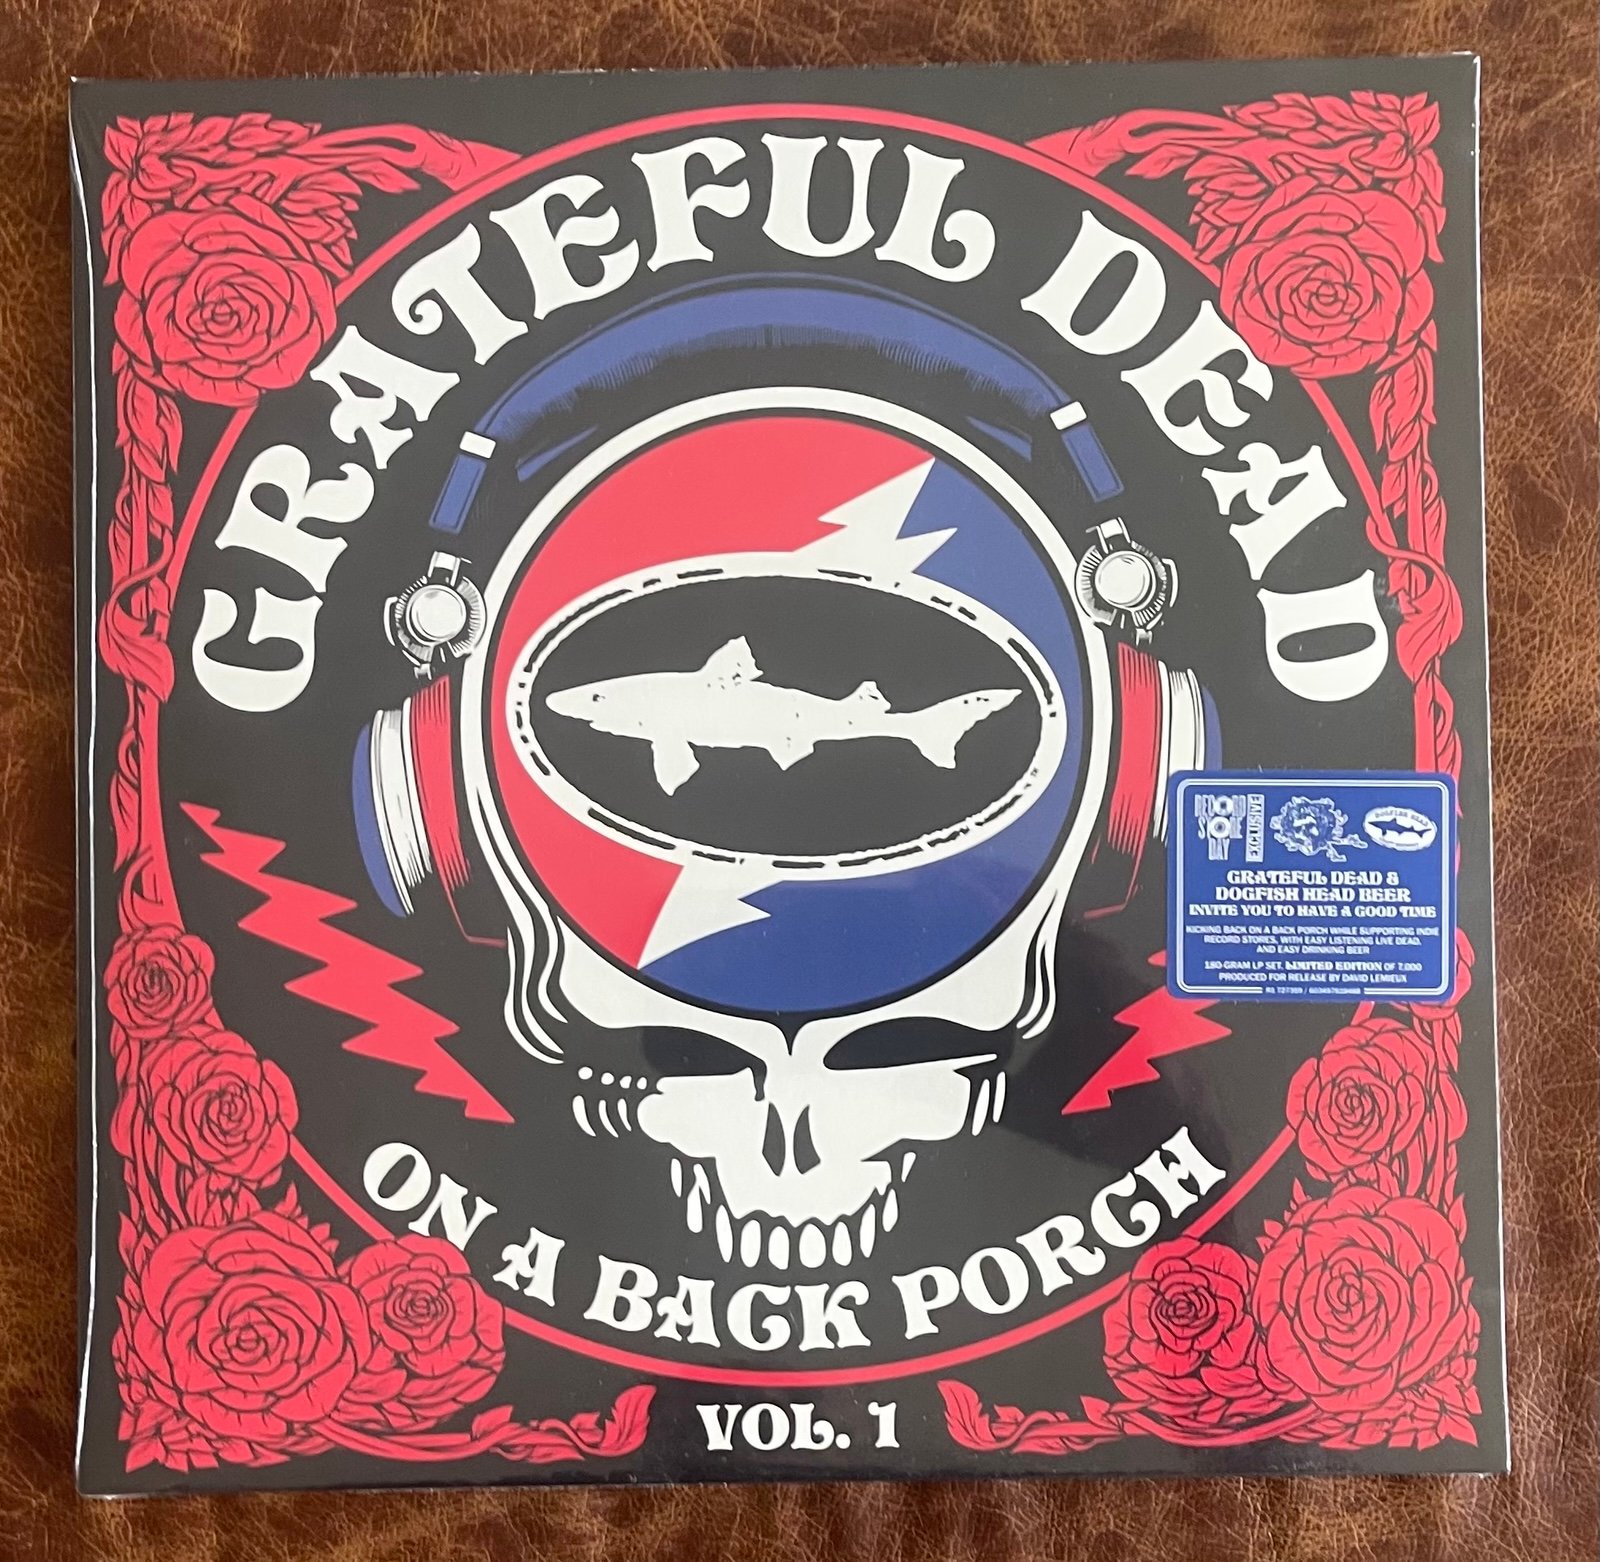 GRATEFUL DEAD
RECORD STORE DAY
EXCLUSIVE
DOGFISH HEAD
GRATEFUL DEAD &
DOGFISH HEAD BEER
INVITE YOU TO HAVE A GOOD TIME
KICKING BACK ON A BACK PORCH WHILE SUPPORTING INDIE
RECORD STORES, WITH EASY LISTENING LIVE DEAD,
AND EASY DRINKING BEER
180 GRAM LP SET. LIMITED EDITION OF 7,000
PRODUCED FOR RELEASE BY DAVID LEMIEUX
ON A BACK PORCH
VOL. 1